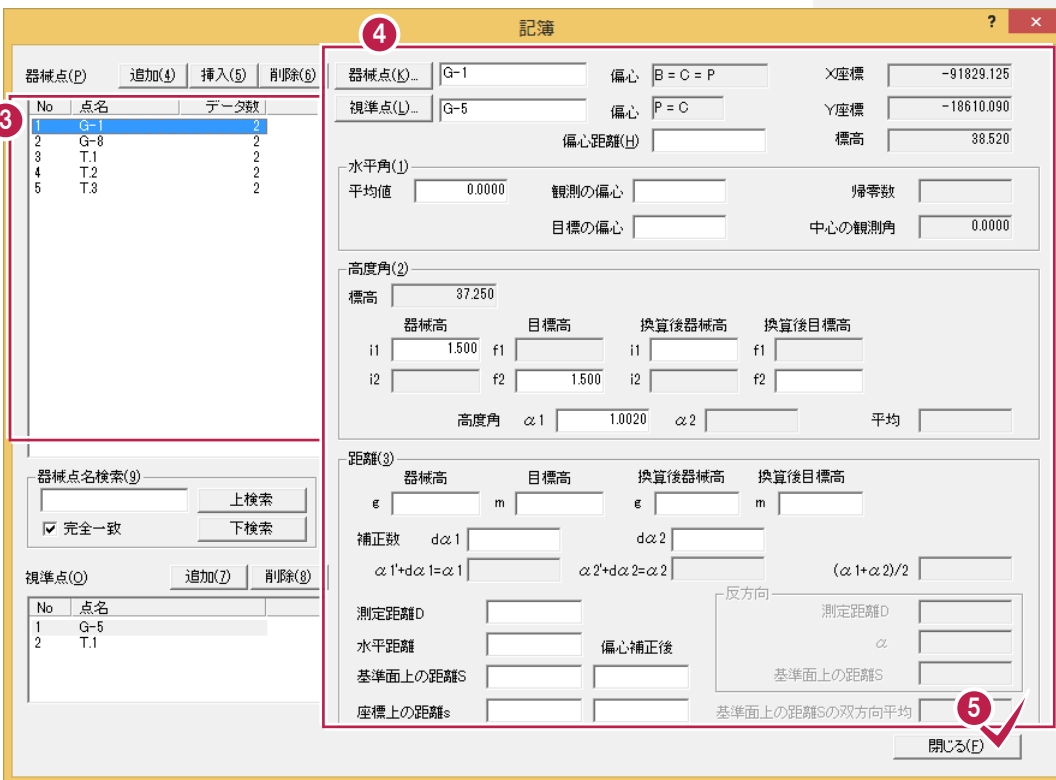 記簿
? ×
4
器械点(P) 追加(4) 挿入(5) 削除(6)
3
No 点名 データ数
1 G-1 2
2 G-8 2
3 T.1 2
4 T.2 2
5 T.3 2
器械点名検索(9)
上検索
完全一致 下検索
視準点(O) 追加(7) 削除(8)
No 点名
1 G-5
2 T.1
器械点(K)... G-1 偏心 B = C = P X座標 -91829.125
視準点(L)... G-5 偏心 P = C Y座標 -18610.090
偏心距離(H) 標高 38.520
水平角(1)
平均値 0.0000 観測の偏心 帰零数
目標の偏心 中心の観測角 0.0000
高度角(2)
標高 37.250
器械高 目標高 換算後器械高 換算後目標高
i1 1.500 f1 i1 f1
i2 f2 1.500 i2 f2
高度角 α1 1.0020 α2 平均
距離(3)
器械高 目標高 換算後器械高 換算後目標高
g m g m
補正数 dα1 dα2
α1'+dα1=α1 α2'+dα2=α2 (α1+α2)/2
反方向
測定距離D 測定距離D
水平距離 偏心補正後 α
基準面上の距離S 基準面上の距離S
座標上の距離s 基準面上の距離Sの双方向平均
5
閉じる(F)